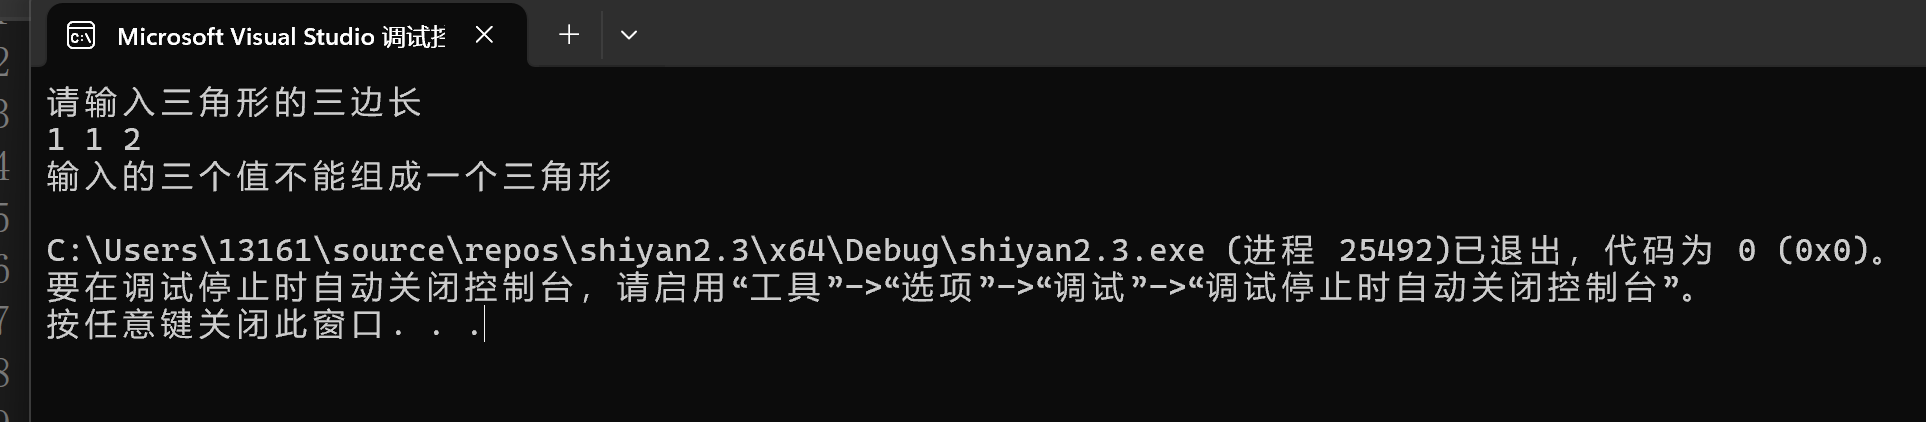 Microsoft Visual Studio 调试控
请输入三角形的三边长
1 1 2
输入的三个值不能组成一个三角形
C:\Users\13161\source\repos\shiyan2.3\x64\Debug\shiyan2.3.exe (进程 25492)已退出，代码为 0 (0x0)。
要在调试停止时自动关闭控制台，请启用“工具”->“选项”->“调试”->“调试停止时自动关闭控制台”。
按任意键关闭此窗口. . .